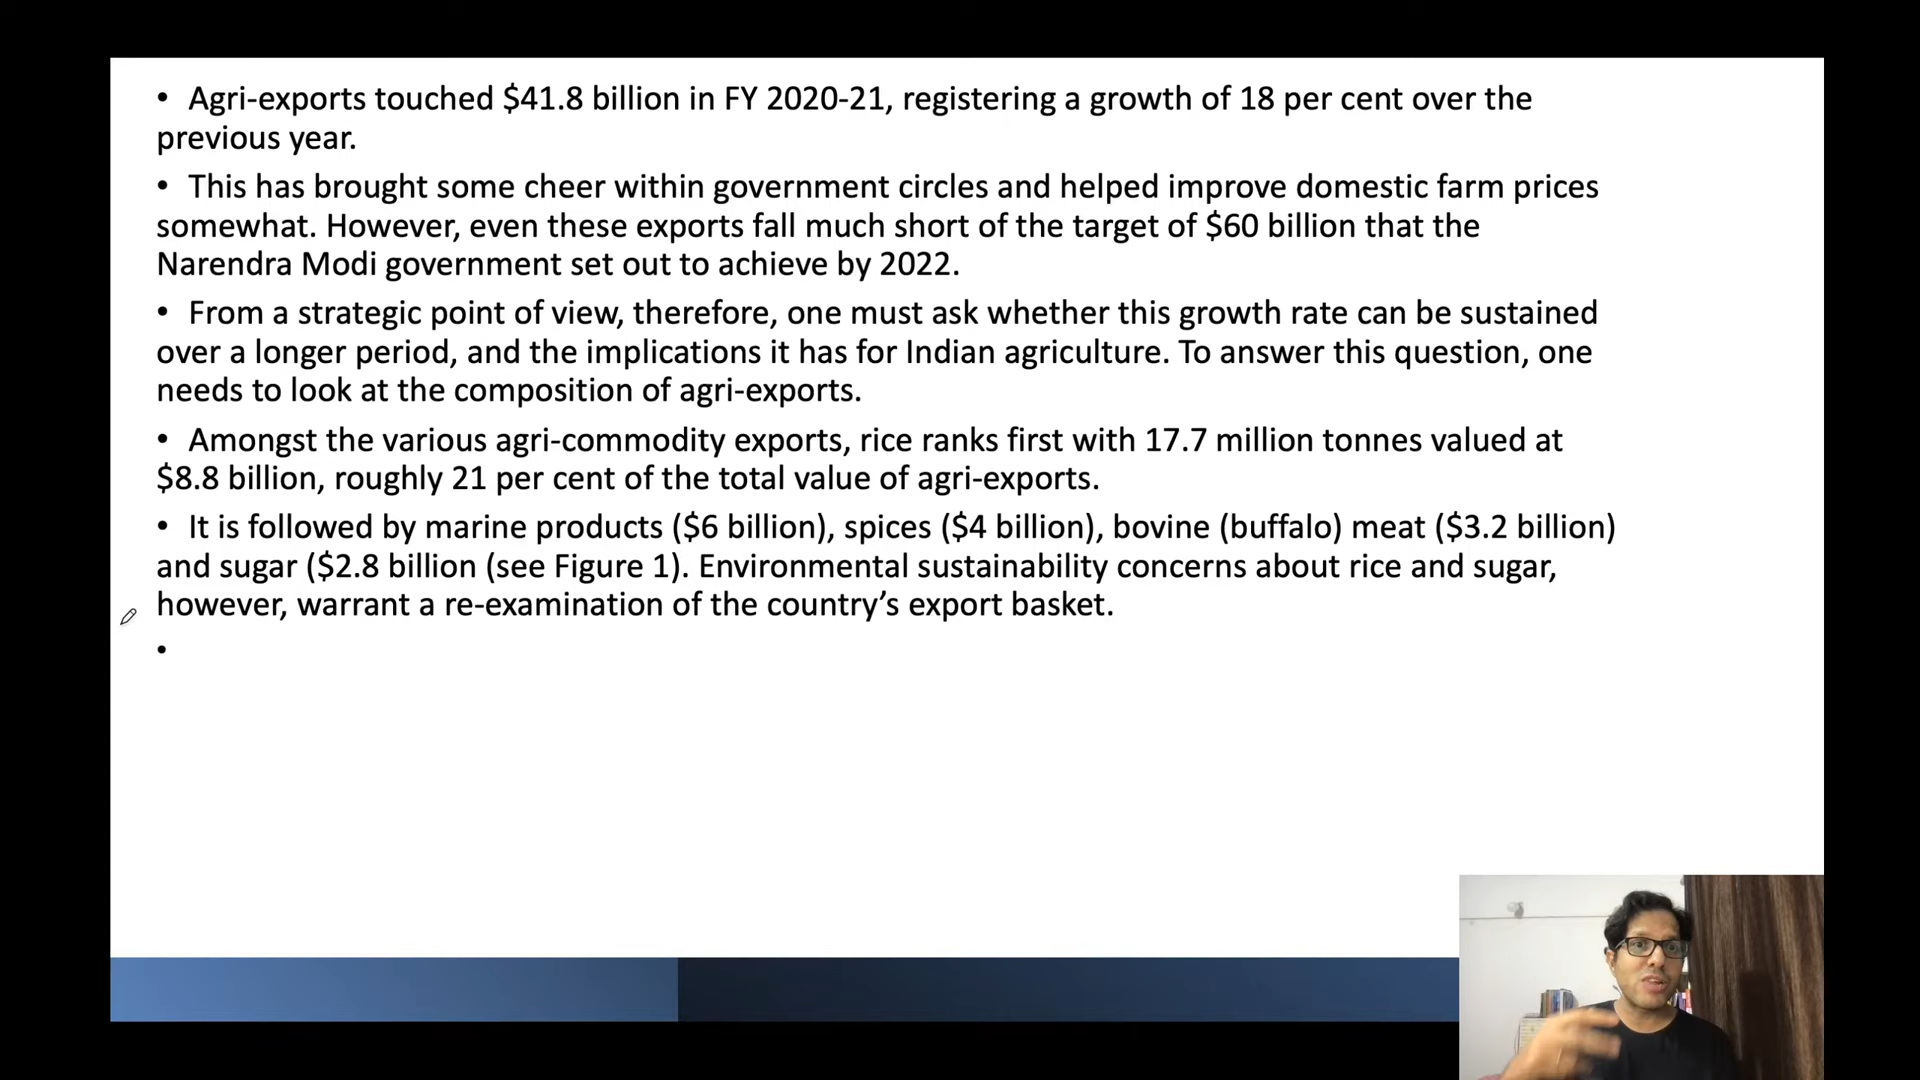 • Agri-exports touched $41.8 billion in FY 2020-21, registering a growth of 18 per cent over the
previous year.
• This has brought some cheer within government circles and helped improve domestic farm prices
somewhat. However, even these exports fall much short of the target of $60 billion that the
Narendra Modi government set out to achieve by 2022.
• From a strategic point of view, therefore, one must ask whether this growth rate can be sustained
over a longer period, and the implications it has for Indian agriculture. To answer this question, one
needs to look at the composition of agri-exports.
• Amongst the various agri-commodity exports, rice ranks first with 17.7 million tonnes valued at
$8.8 billion, roughly 21 per cent of the total value of agri-exports.
• It is followed by marine products ($6 billion), spices ($4 billion), bovine (buffalo) meat ($3.2 billion)
and sugar ($2.8 billion (see Figure 1). Environmental sustainability concerns about rice and sugar,
however, warrant a re-examination of the country’s export basket.
•